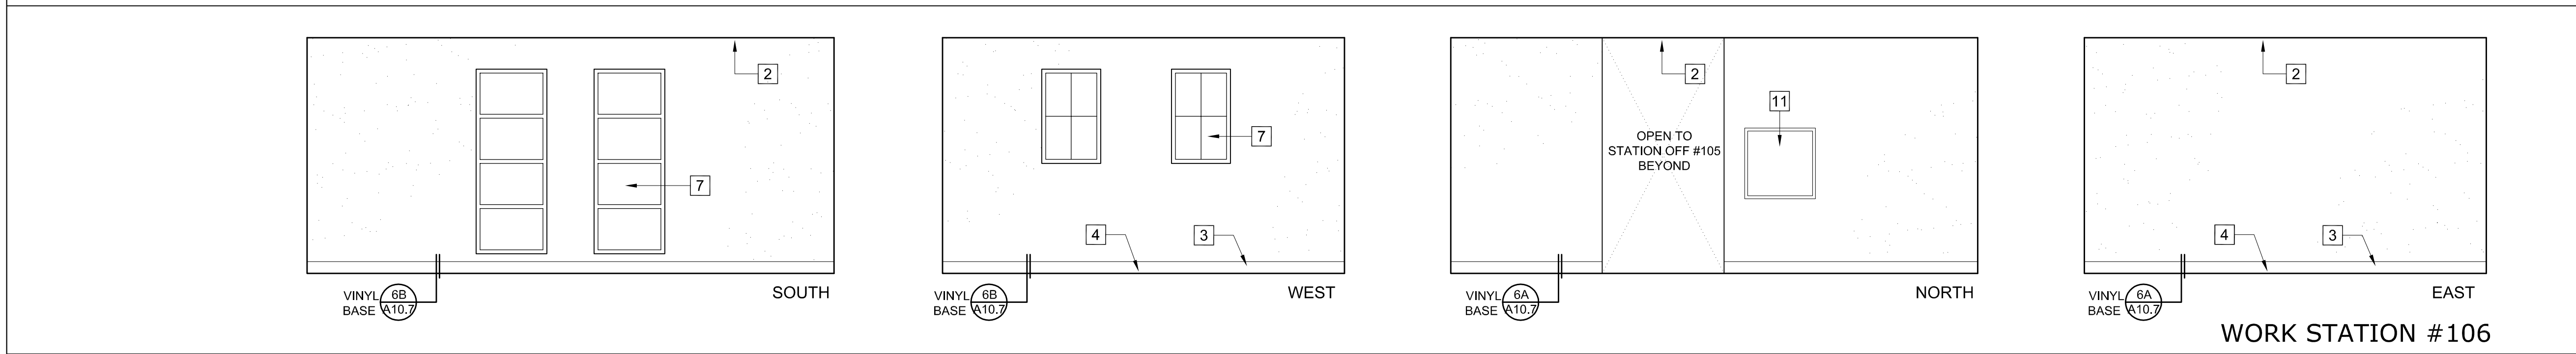 2
7
VINYL
BASE
6B
A10.7
SOUTH
7
4
3
VINYL
BASE
6B
A10.7
WEST
2
11
OPEN TO
STATION OFF #105
BEYOND
VINYL
BASE
6A
A10.7
NORTH
2
4
3
VINYL
BASE
6A
A10.7
EAST
WORK STATION #106